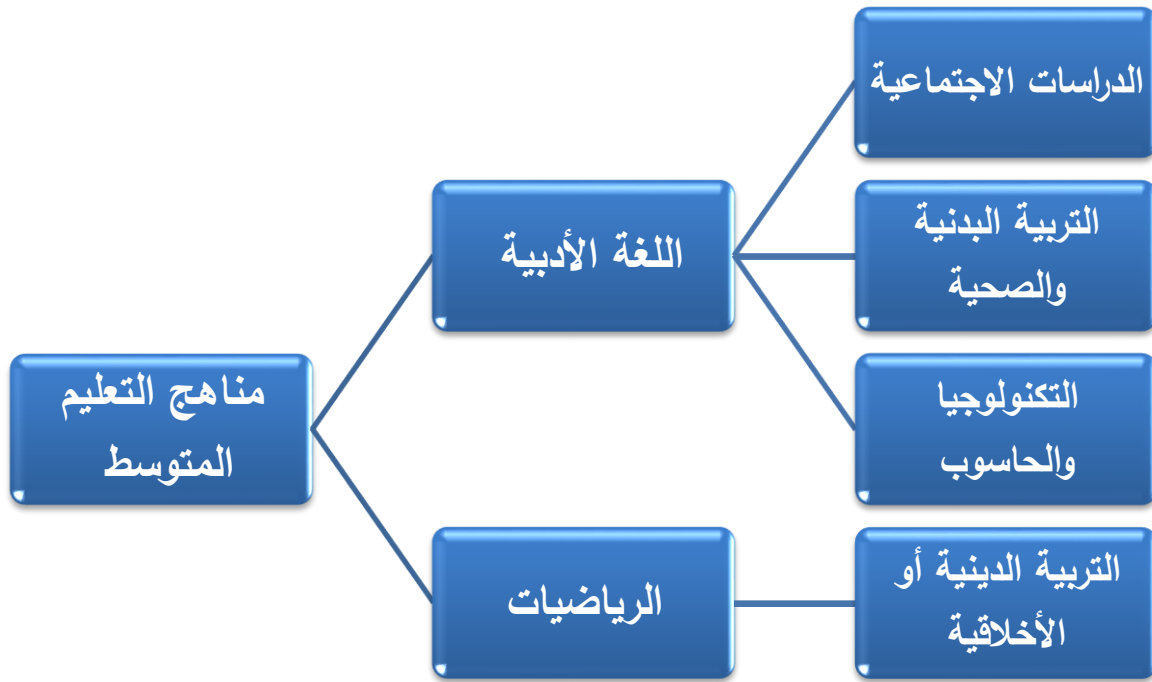 الدراسات الاجتماعية
التربية البدنية
والصحية
اللغة الأدبية
التكنولوجيا
والحاسوب
مناهج التعليم
المتوسط
التربية الدينية أو
الأخلاقية
الرياضيات